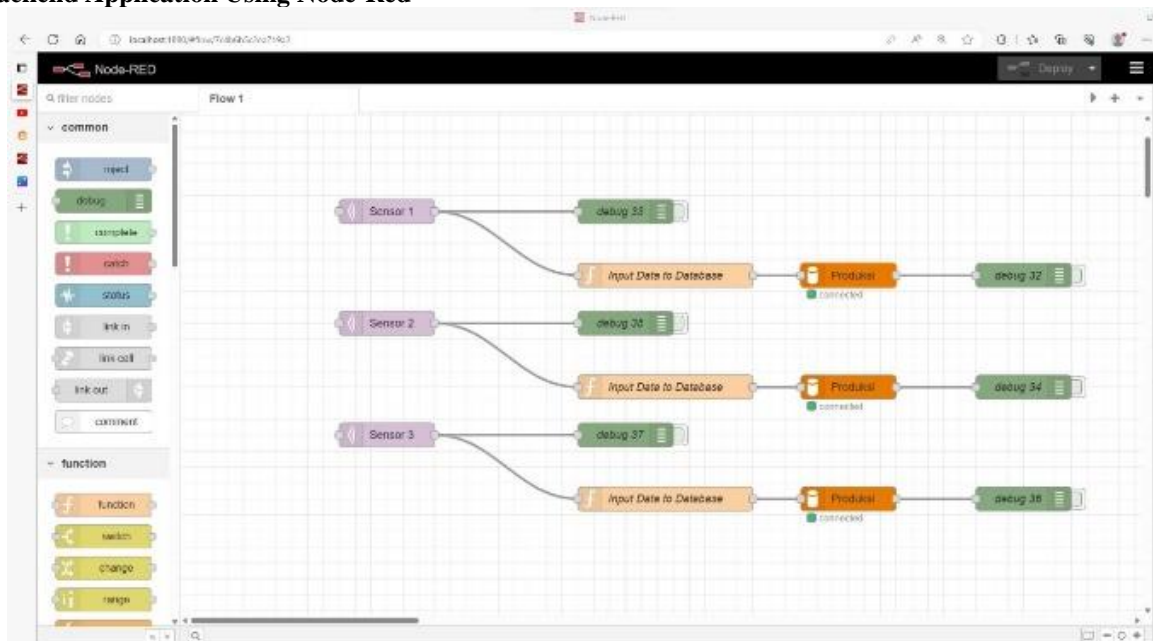 Backend Application Using Node-Red
Node-RED
Node-RED
Deploy
filter nodes
Flow 1
common
inject
debug
complete
catch
status
link in
link call
link out
comment
function
function
switch
change
range
Sensor 1
debug 33
Input Data to Database
Produksi
connected
debug 32
Sensor 2
Input Data to Database
Produksi
connected
debug 34
Sensor 3
debug 37
Input Data to Database
Produksi
connected
debug 36